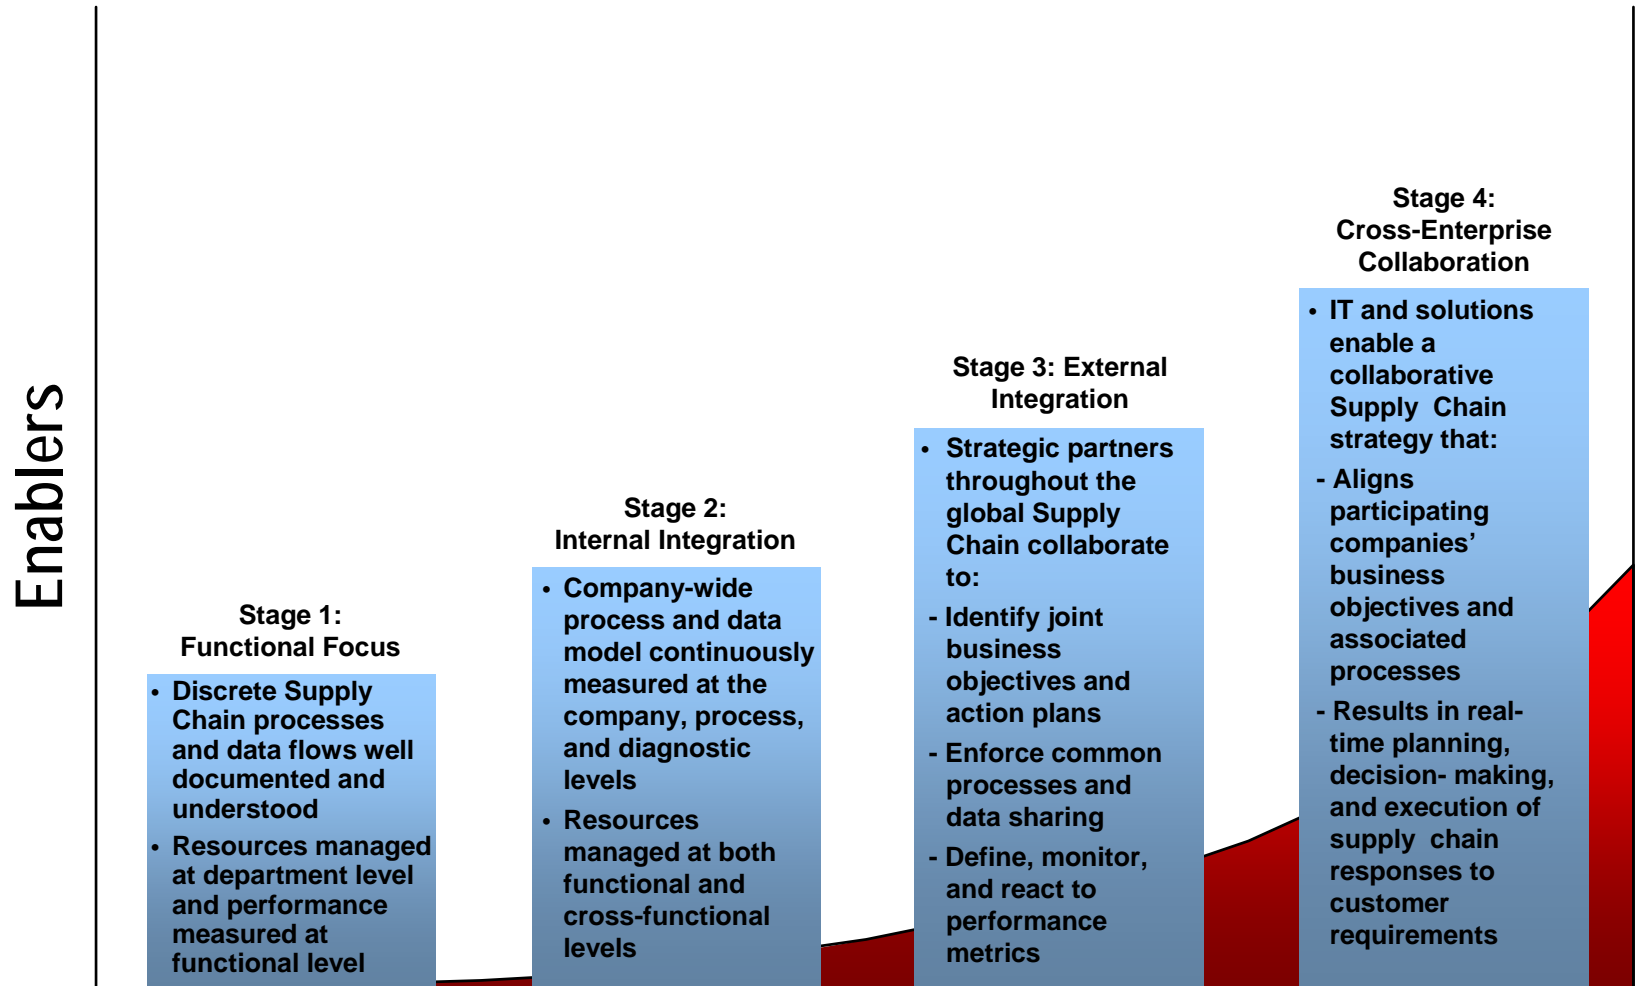 Enablers
Stage 1:
Functional Focus
• Discrete Supply
Chain processes
and data flows well
documented and
understood
• Resources managed
at department level
and performance
measured at
functional level
Stage 2:
Internal Integration
• Company-wide
process and data
model continuously
measured at the
company, process,
and diagnostic
levels
• Resources
managed at both
functional and
cross-functional
levels
Stage 3: External
Integration
• Strategic partners
throughout the
global Supply
Chain collaborate
to:
- Identify joint
business
objectives and
action plans
- Enforce common
processes and
data sharing
- Define, monitor,
and react to
performance
metrics
Stage 4:
Cross-Enterprise
Collaboration
• IT and solutions
enable a
collaborative
Supply  Chain
strategy that:
- Aligns
participating
companies’
business
objectives and
associated
processes
- Results in real-
time planning,
decision- making,
and execution of
supply  chain
responses to
customer
requirements